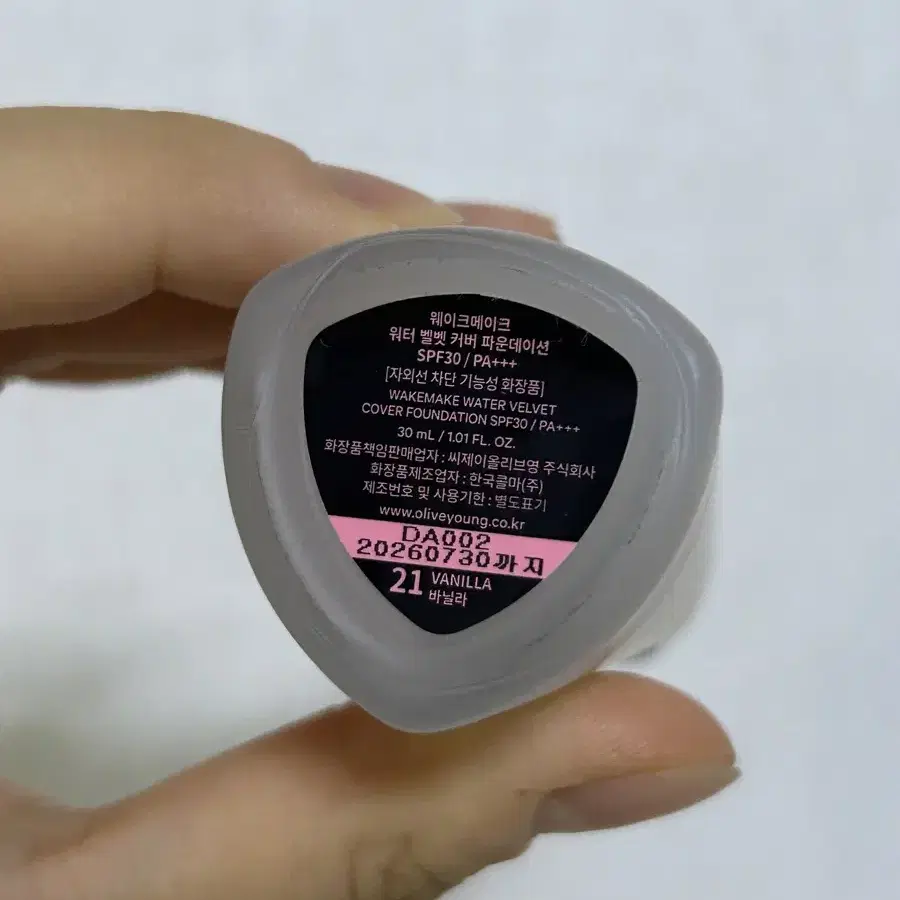 웨이크메이크
워터 벨벳 커버 파운데이션
SPF30 / PA+++
[자외선 차단 기능성 화장품]
WAKEMAKE WATER VELVET
COVER FOUNDATION SPF30 / PA+++
30 mL / 1.01 FL. OZ.
화장품책임판매업자 : 씨제이올리브영 주식회사
화장품제조업자 : 한국콜마(주)
제조번호 및 사용기한 : 별도표기
www.oliveyoung.co.kr
DA002
20260730까지
21 VANILLA
바닐라